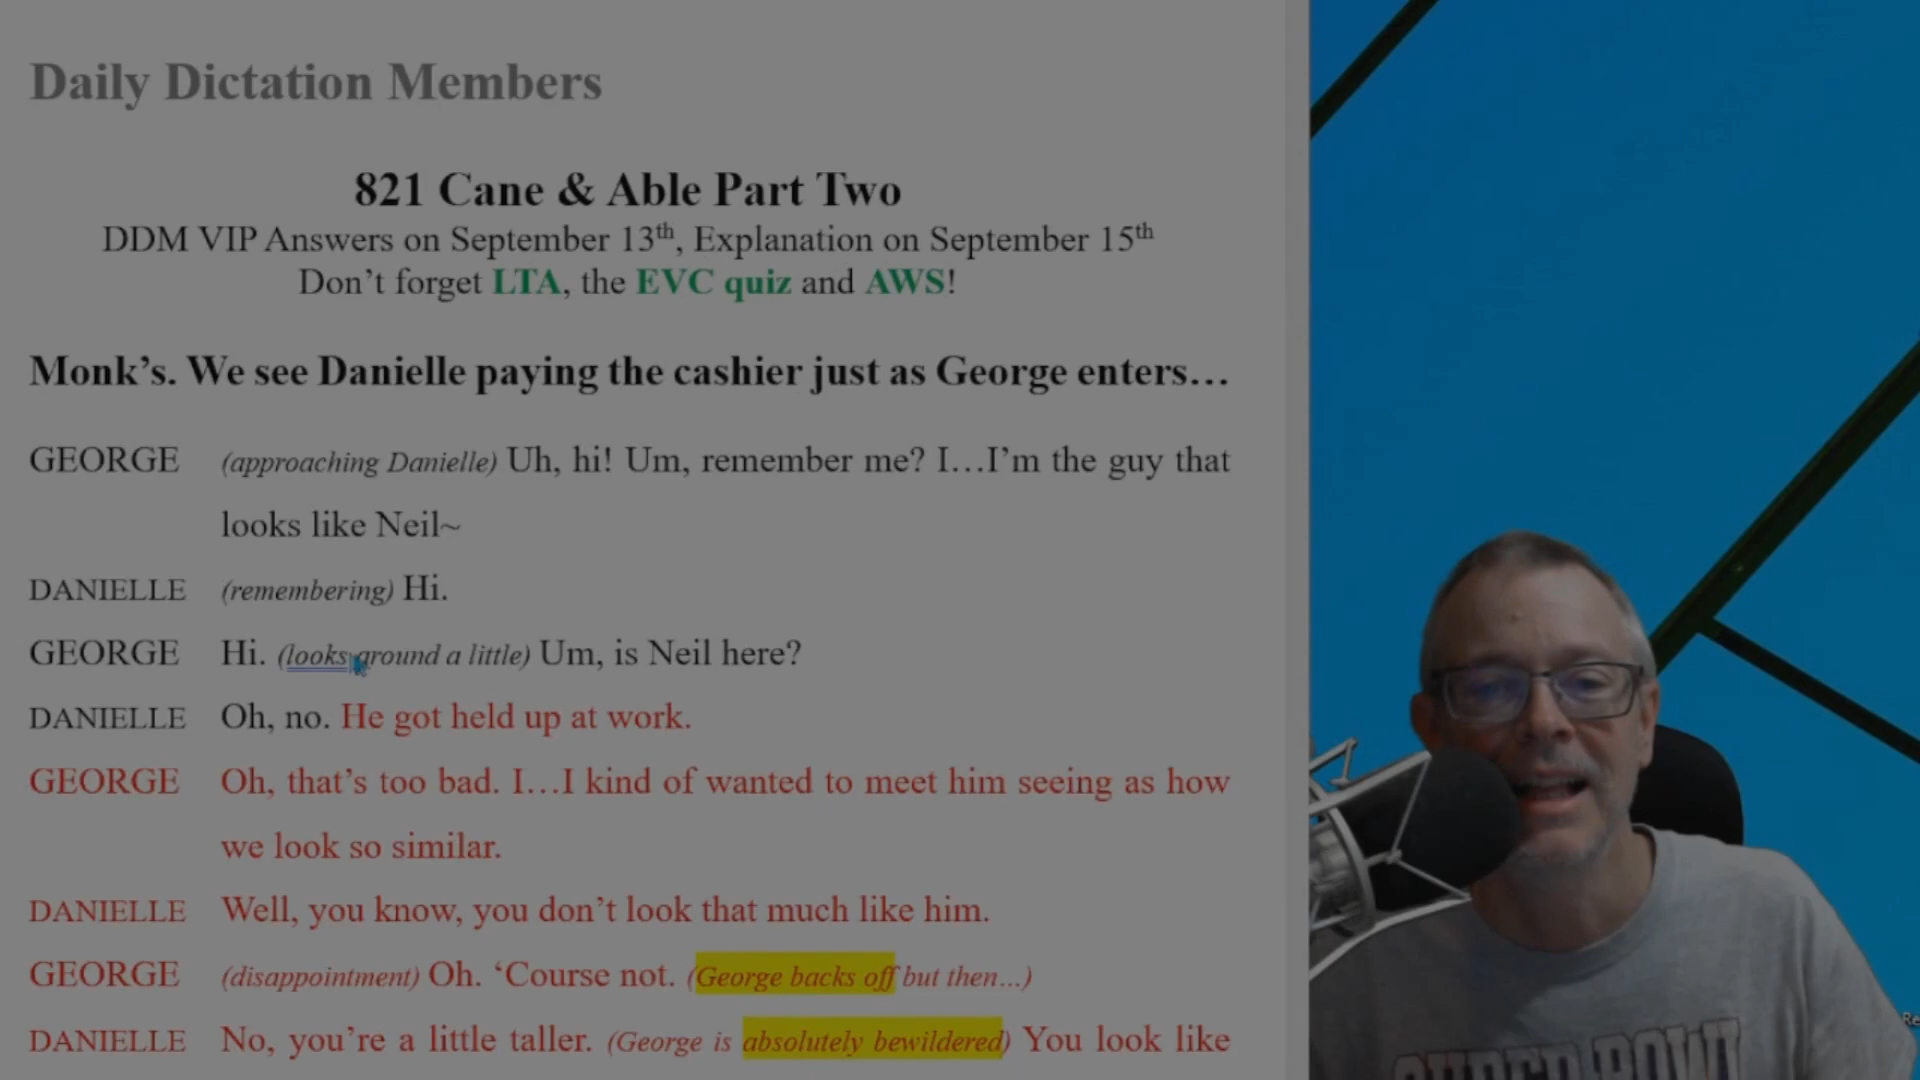 Daily Dictation Members
821 Cane & Able Part Two
DDM VIP Answers on September 13th, Explanation on September 15th
Don't forget LTA, the EVC quiz and AWS!
Monk's. We see Danielle paying the cashier just as George enters…
GEORGE (approaching Danielle) Uh, hi! Um, remember me? I…I'm the guy that
looks like Neil~
DANIELLE (remembering) Hi.
GEORGE Hi. (looks around a little) Um, is Neil here?
DANIELLE Oh, no. He got held up at work.
GEORGE Oh, that's too bad. I…I kind of wanted to meet him seeing as how
we look so similar.
DANIELLE Well, you know, you don't look that much like him.
GEORGE (disappointment) Oh. 'Course not. (George backs off but then…)
DANIELLE No, you're a little taller. (George is absolutely bewildered) You look like
SUPER BOWL